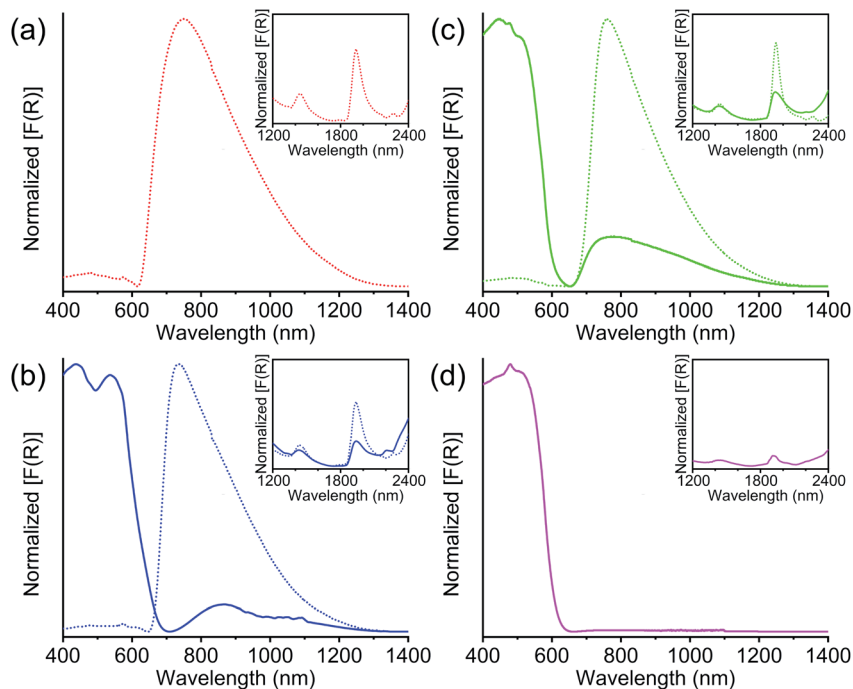 (a)
Normalized [F(R)]
400 600 800 1000 1200 1400
Wavelength (nm)
Normalized [F(R)]
1200 1800 2400
Wavelength (nm)
(c)
Normalized [F(R)]
400 600 800 1000 1200 1400
Wavelength (nm)
Normalized [F(R)]
1200 1800 2400
Wavelength (nm)
(b)
Normalized [F(R)]
400 600 800 1000 1200 1400
Wavelength (nm)
Normalized [F(R)]
1200 1800 2400
Wavelength (nm)
(d)
Normalized [F(R)]
400 600 800 1000 1200 1400
Wavelength (nm)
Normalized [F(R)]
1200 1800 2400
Wavelength (nm)